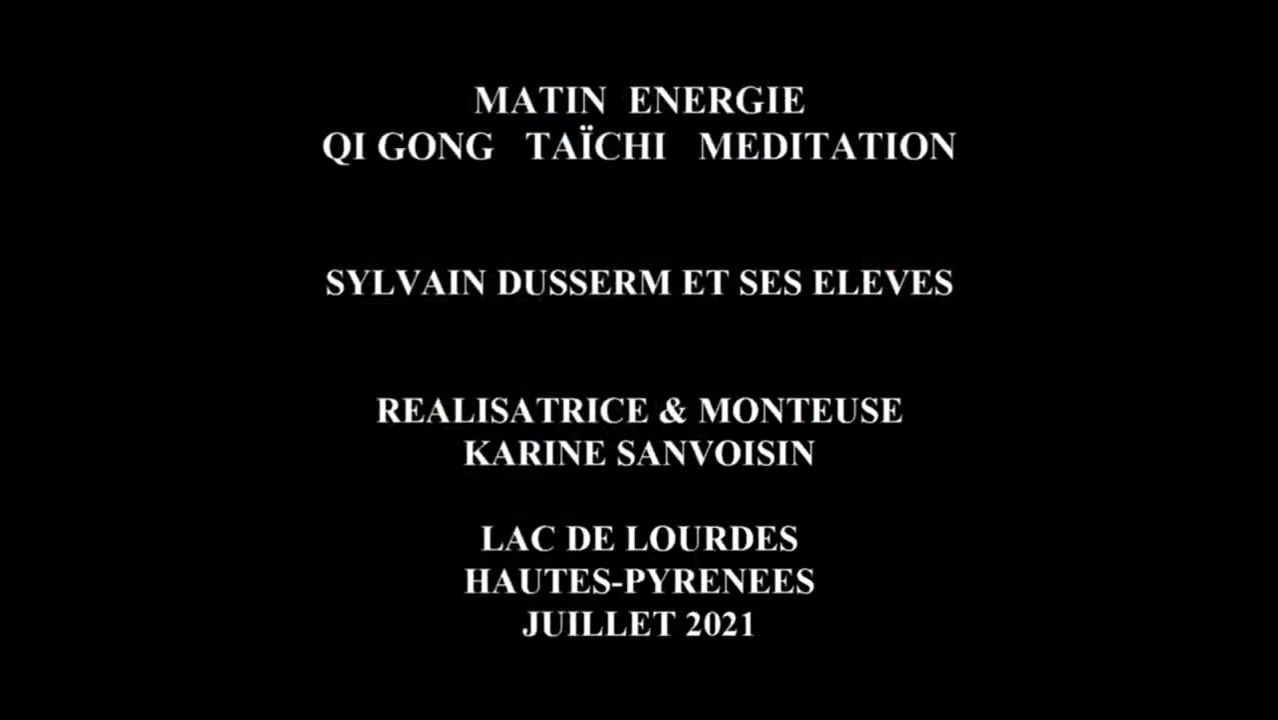 MATIN ENERGIE
QI GONG TAÏCHI MEDITATION
SYLVAIN DUSSERM ET SES ELEVES
REALISATRICE & MONTEUSE
KARINE SANVOISIN
LAC DE LOURDES
HAUTES-PYRENEES
JUILLET 2021